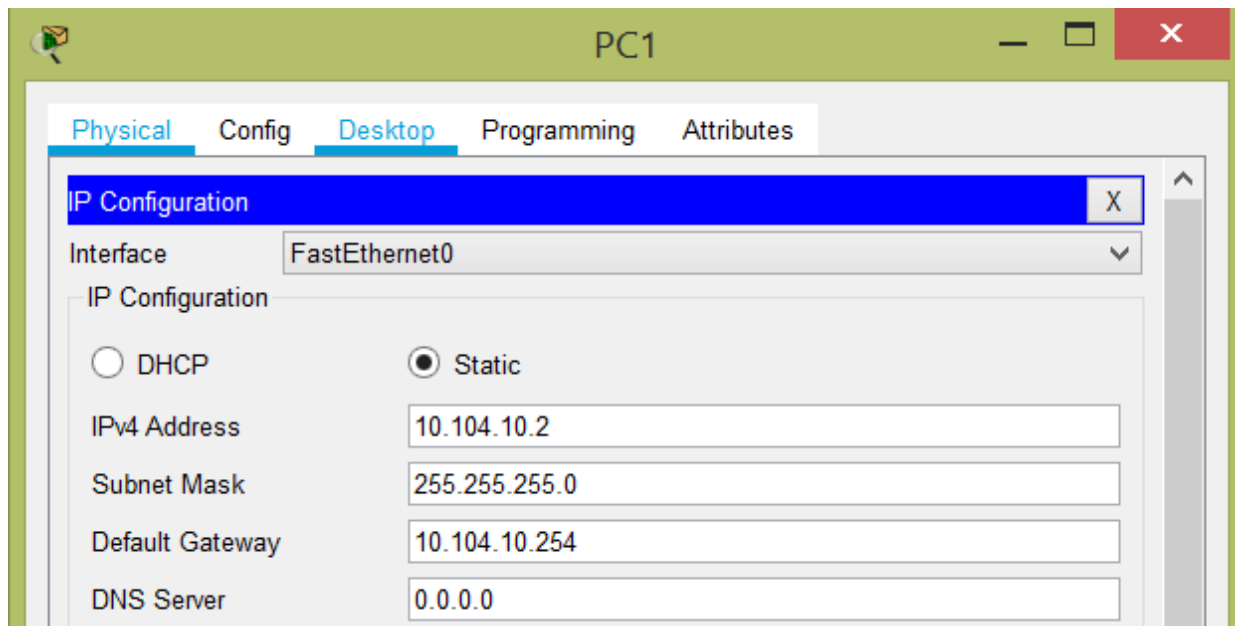 PC1
Physical Config Desktop Programming Attributes
IP Configuration X
Interface FastEthernet0
IP Configuration
DHCP Static
IPv4 Address 10.104.10.2
Subnet Mask 255.255.255.0
Default Gateway 10.104.10.254
DNS Server 0.0.0.0